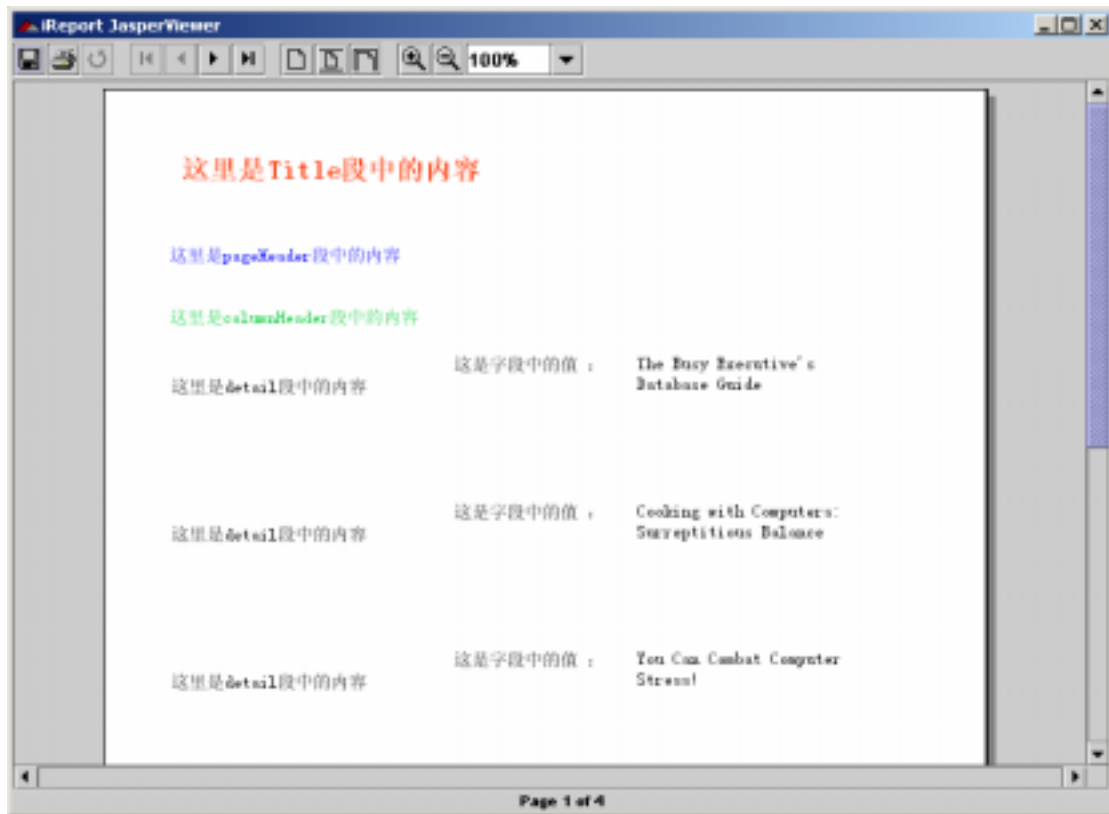 iReport JasperViewer
100%
这里是Title段中的内容
这里是pageHeader段中的内容
这里是columnHeader段中的内容
这是字段中的值：
The Busy Executive's
Database Guide
这里是detail段中的内容
这是字段中的值：
Cooking with Computers:
Surreptitious Balance
这里是detail段中的内容
这是字段中的值：
You Can Combat Computer
Stress!
这里是detail段中的内容
Page 1 of 4